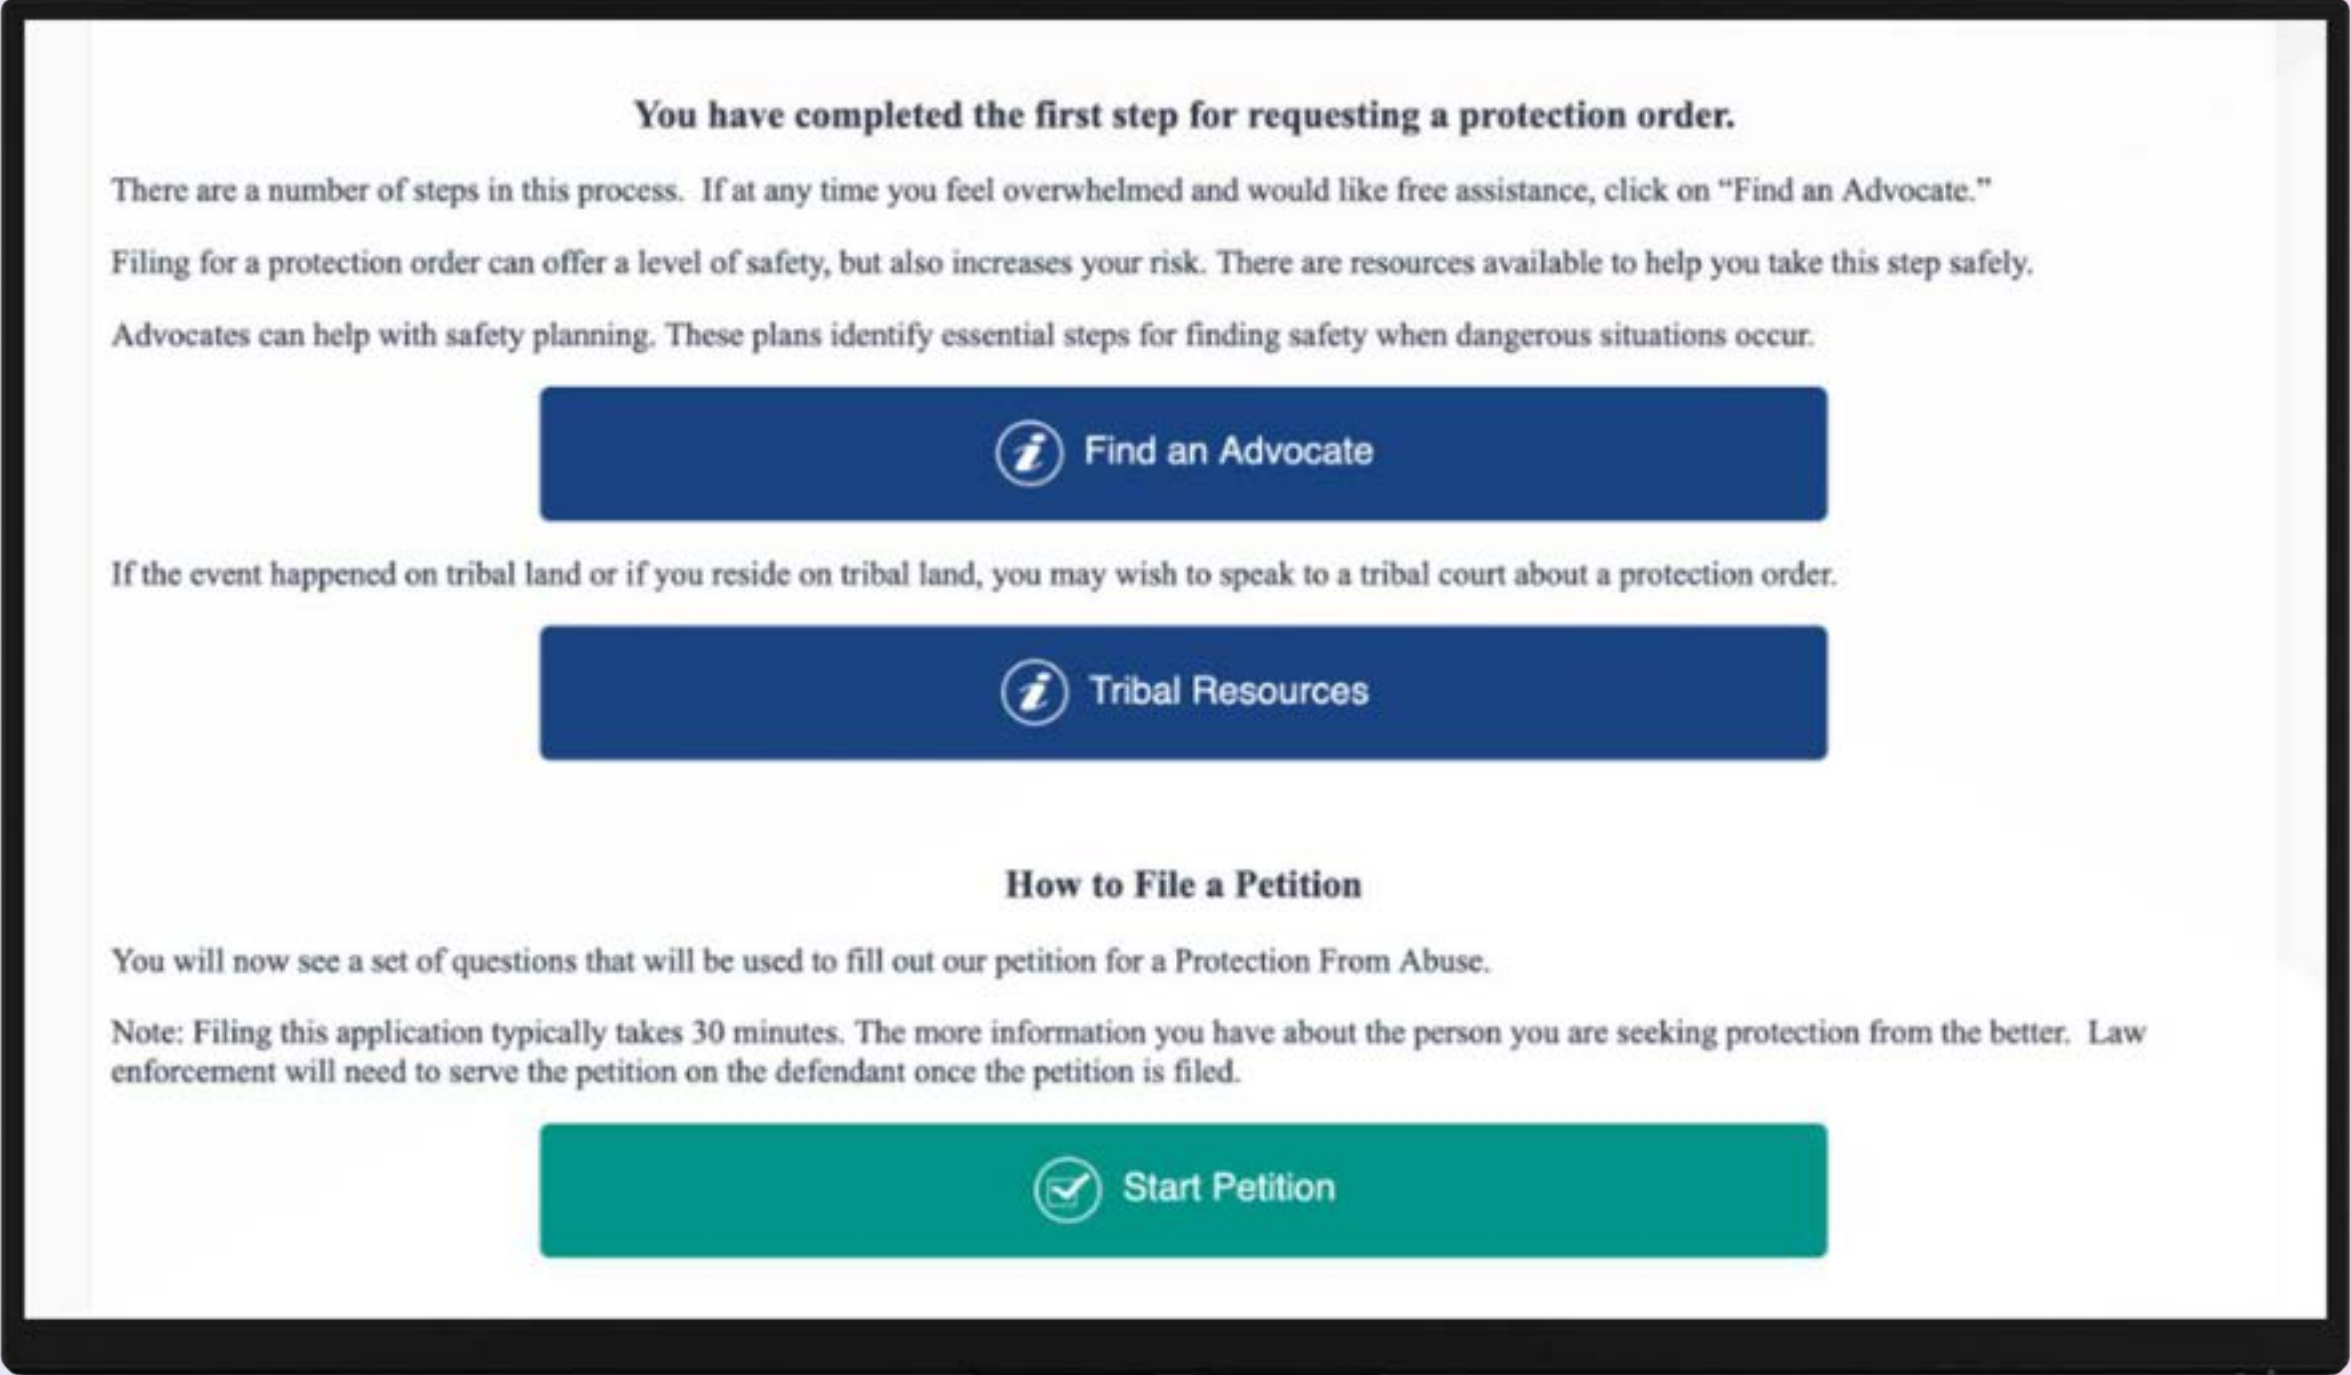 You have completed the first step for requesting a protection order.
There are a number of steps in this process.  If at any time you feel overwhelmed and would like free assistance, click on “Find an Advocate.”
Filing for a protection order can offer a level of safety, but also increases your risk. There are resources available to help you take this step safely.
Advocates can help with safety planning. These plans identify essential steps for finding safety when dangerous situations occur.
Find an Advocate
If the event happened on tribal land or if you reside on tribal land, you may wish to speak to a tribal court about a protection order.
Tribal Resources
How to File a Petition
You will now see a set of questions that will be used to fill out our petition for a Protection From Abuse.
Note: Filing this application typically takes 30 minutes. The more information you have about the person you are seeking protection from the better.  Law
enforcement will need to serve the petition on the defendant once the petition is filed.
Start Petition